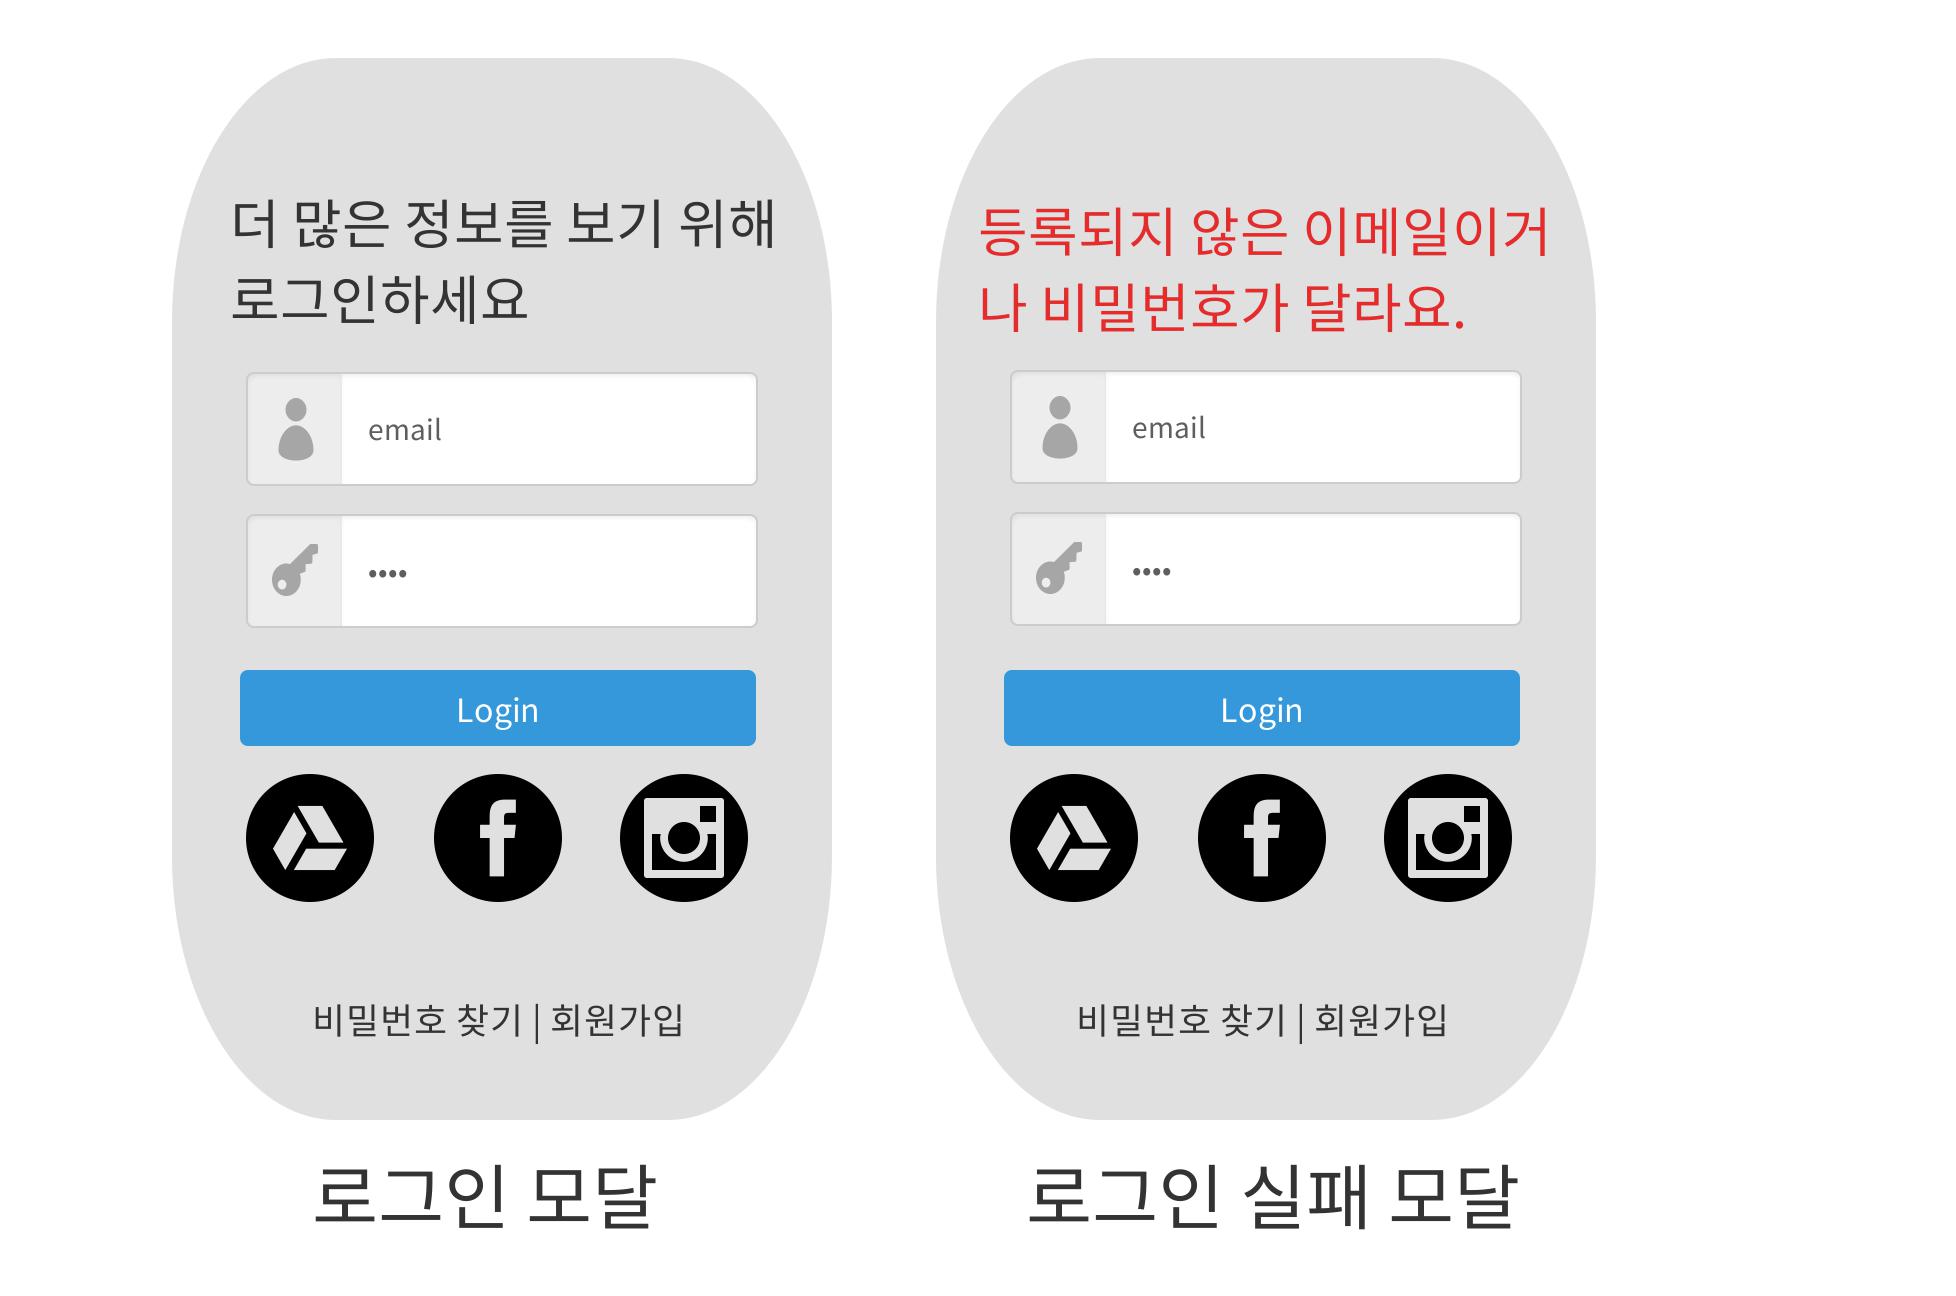 더 많은 정보를 보기 위해
로그인하세요
email
••••
Login
비밀번호 찾기 | 회원가입
로그인 모달
등록되지 않은 이메일이거
나 비밀번호가 달라요.
email
••••
Login
비밀번호 찾기 | 회원가입
로그인 실패 모달